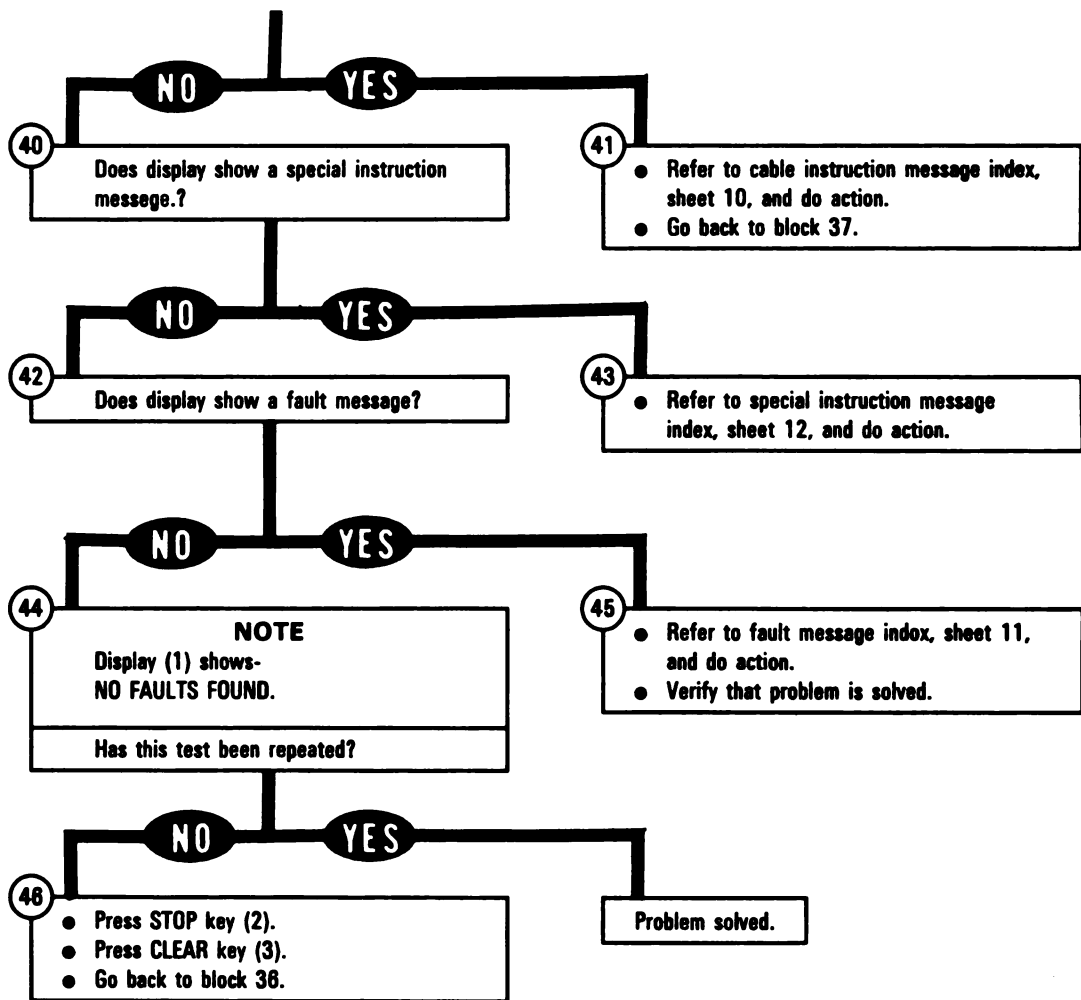 NO YES
40
Does display show a special instruction
messege.?
41
● Refer to cable instruction message index,
sheet 10, and do action.
● Go back to block 37.
NO YES
42
Does display show a fault message?
43
● Refer to special instruction message
index, sheet 12, and do action.
NO YES
44
NOTE
Display (1) shows-
NO FAULTS FOUND.
Has this test been repeated?
45
● Refer to fault message indox, sheet 11,
and do action.
● Verify that problem is solved.
NO YES
46
● Press STOP key (2).
● Press CLEAR key (3).
● Go back to block 36.
Problem solved.